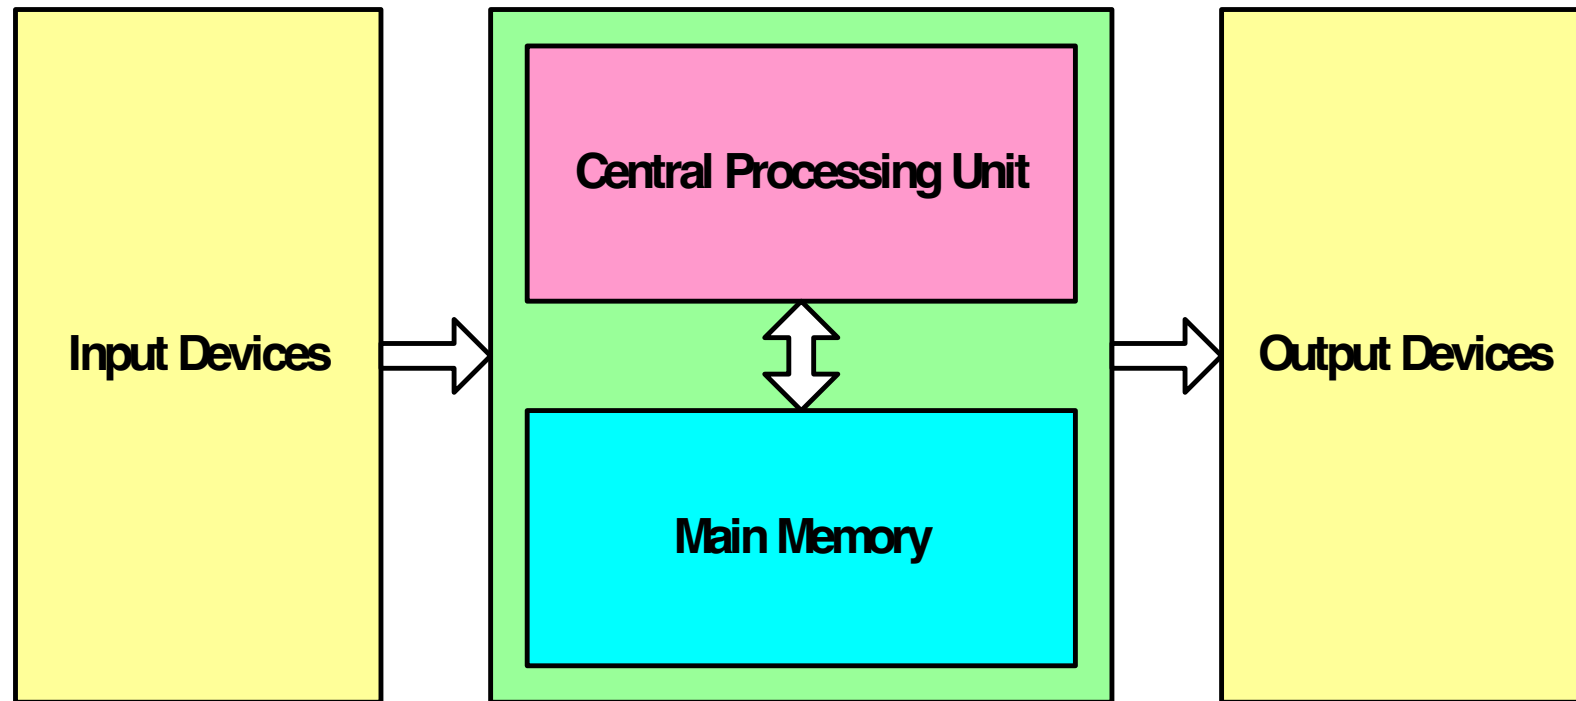 Central Processing Unit
Input Devices
Output Devices
Main Memory